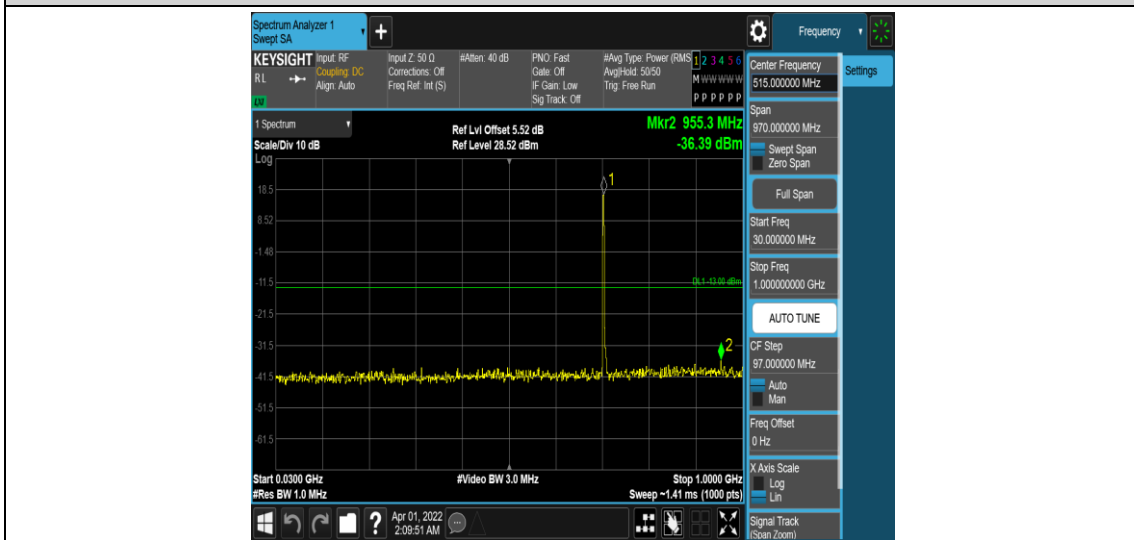 Spectrum Analyzer 1
Swept SA
+
Frequency
KEYSIGHT
RL
LXI
Input: RF
Coupling: DC
Align: Auto
Input Z: 50 Ω
Corrections: Off
Freq Ref: Int (S)
#Atten: 40 dB
PNO: Fast
Gate: Off
IF Gain: Low
Sig Track: Off
#Avg Type: Power (RMS
Avg|Hold: 50/50
Trig: Free Run
1 2 3 4 5 6
M W W W W W
P P P P P P
1 Spectrum
Scale/Div 10 dB
Log
Ref Lvl Offset 5.52 dB
Ref Level 28.52 dBm
Mkr2 955.3 MHz
-36.39 dBm
18.5
8.52
-1.48
-11.5
-21.5
-31.5
-41.5
-51.5
-61.5
1
DL1 -13.00 dBm
2
Start 0.0300 GHz
#Res BW 1.0 MHz
#Video BW 3.0 MHz
Stop 1.0000 GHz
Sweep ~1.41 ms (1000 pts)
Center Frequency
515.000000 MHz
Settings
Span
970.000000 MHz
Swept Span
Zero Span
Full Span
Start Freq
30.000000 MHz
Stop Freq
1.000000000 GHz
AUTO TUNE
CF Step
97.000000 MHz
Auto
Man
Freq Offset
0 Hz
X Axis Scale
Log
Lin
Signal Track
(Span Zoom)
?
Apr 01, 2022
2:09:51 AM